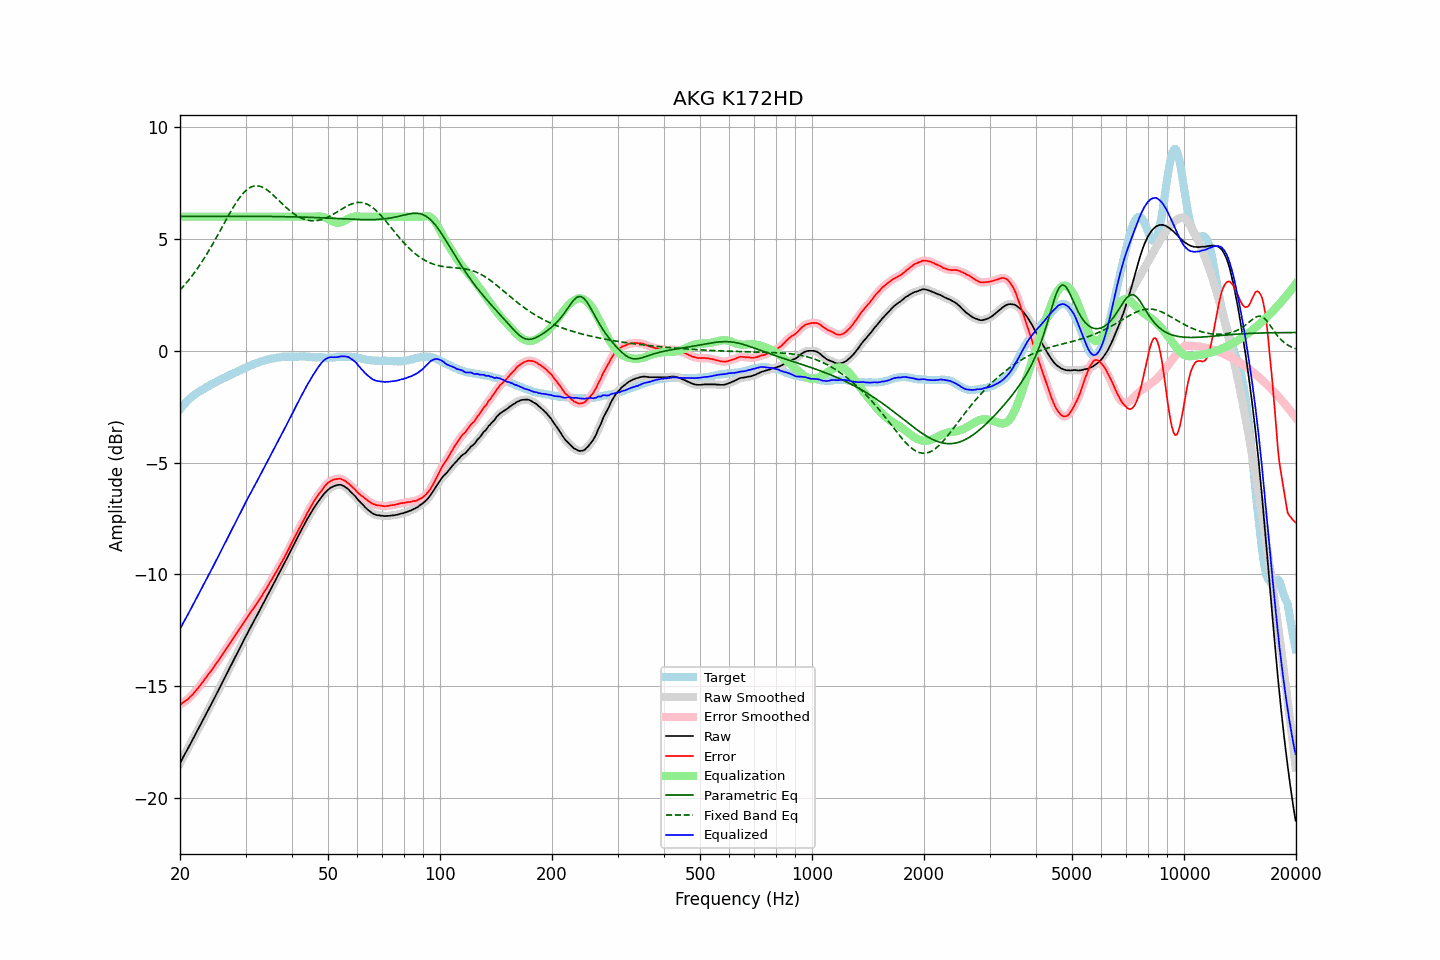 AKG K172HD
10
5
0
−5
−10
−15
−20
Amplitude (dBr)
20
50
100
200
500
1000
2000
5000
10000
20000
Frequency (Hz)
Target
Raw Smoothed
Error Smoothed
Raw
Error
Equalization
Parametric Eq
Fixed Band Eq
Equalized